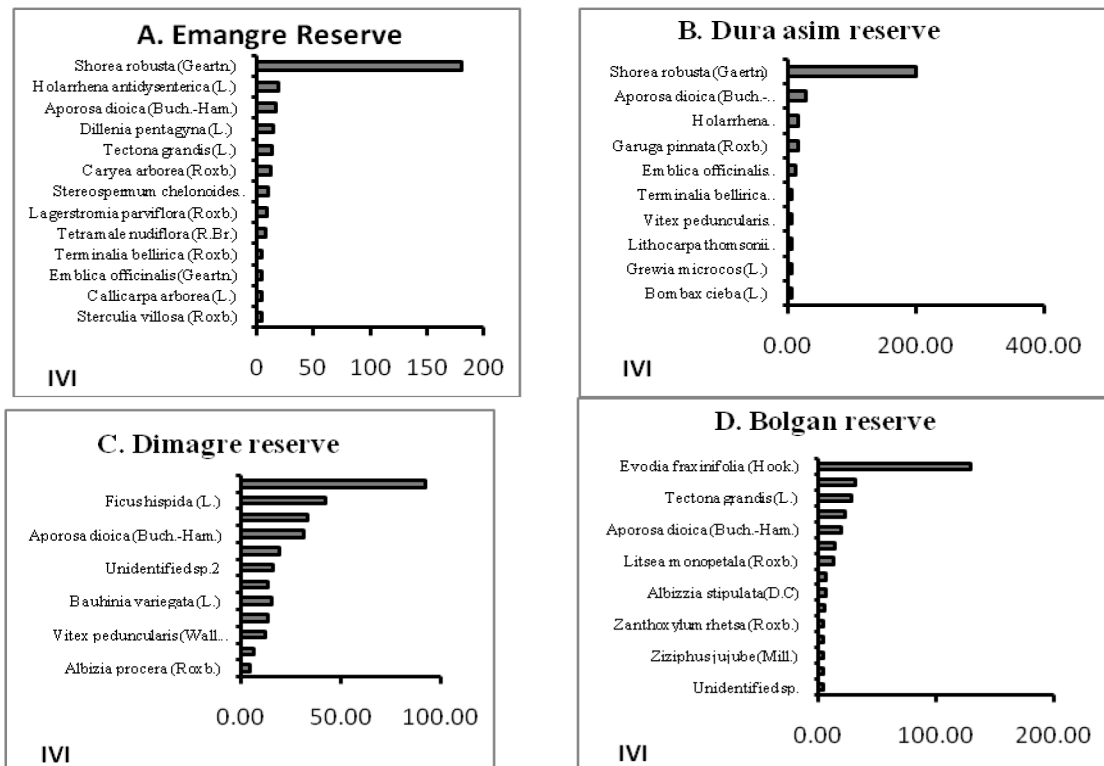 A. Emangre Reserve
Shorea robusta (Geartn.)
Holarrhena antidysenterica (L.)
Aporosa dioica (Buch.-Ham.)
Dillenia pentagyna (L.)
Tectona grandis (L.)
Caryea arborea (Roxb.)
Stereospermum chelonoides..
Lagerstromia parviflora (Roxb.)
Tetramale nudiflora (R.Br.)
Terminalia bellirica (Roxb.)
Emblica officinalis (Geartn.)
Callicarpa arborea (L.)
Sterculia villosa (Roxb.)
0 50 100 150 200
IVI
B. Dura asim reserve
Shorea robusta (Gaertn)
Aporosa dioica (Buch.-..
Holarrhena..
Garuga pinnata (Roxb.)
Emblica officinalis..
Terminalia bellirica..
Vitex peduncularis..
Lithocarpa thomsonii..
Grewia microcos (L.)
Bombax cieba (L.)
0.00 200.00 400.00
IVI
C. Dimagre reserve
Ficus hispida (L.)
Aporosa dioica (Buch.-Ham.)
Unidentified sp.2
Bauhinia variegata (L.)
Vitex peduncularis (Wall...
Albizia procera (Roxb.)
0.00 50.00 100.00
IVI
D. Bolgan reserve
Evodia fraxinifolia (Hook.)
Tectona grandis (L.)
Aporosa dioica (Buch.-Ham.)
Litsea monopetala (Roxb.)
Albizzia stipulata (D.C)
Zanthoxylum rhetsa (Roxb.)
Ziziphus jujube (Mill.)
Unidentified sp.
0.00 100.00 200.00
IVI